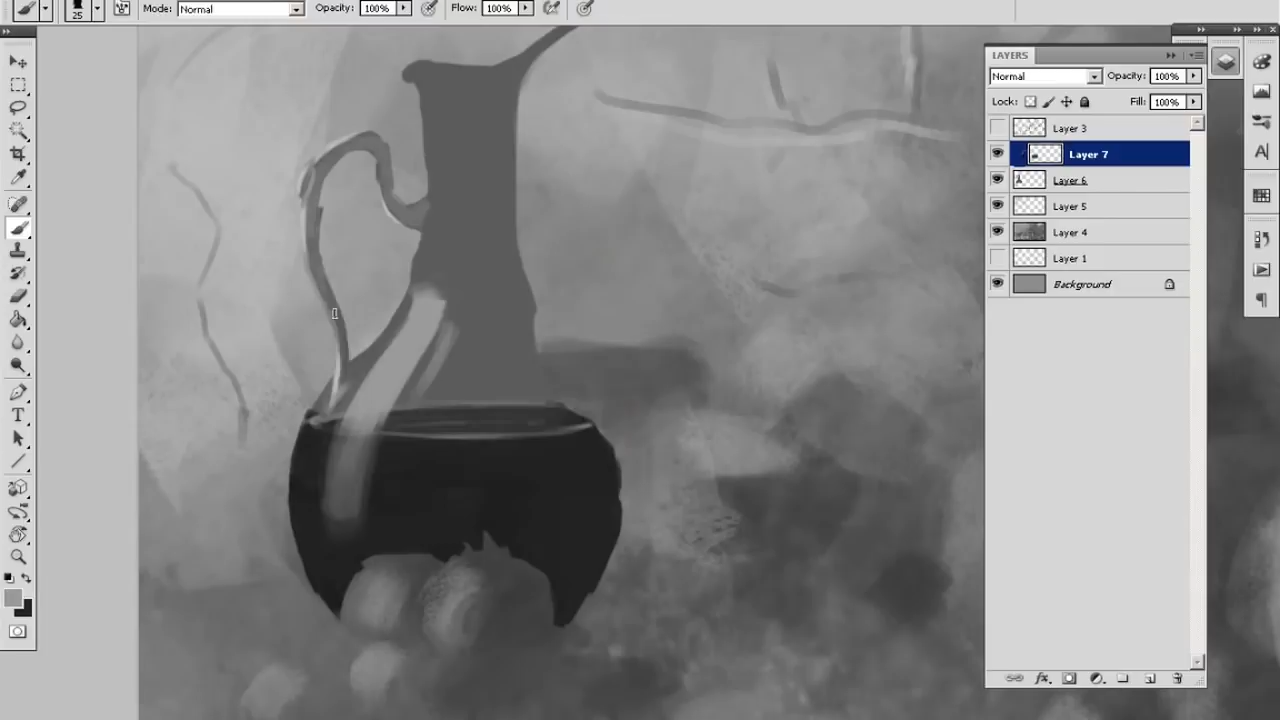 25 Mode: Normal Opacity: 100% Flow: 100%
LAYERS
Normal Opacity: 100%
Lock: Fill: 100%
Layer 3
Layer 7
Layer 6
Layer 5
Layer 4
Layer 1
Background